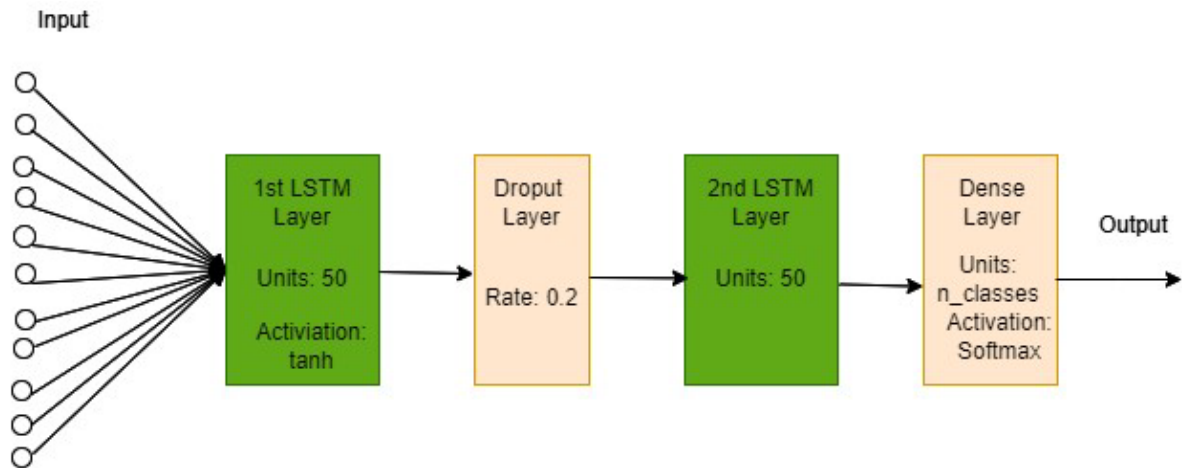 Input
1st LSTM
Layer
Units: 50
Activiation:
tanh
Droput
Layer
Rate: 0.2
2nd LSTM
Layer
Units: 50
Dense
Layer
Units:
n_classes
Activation:
Softmax
Output